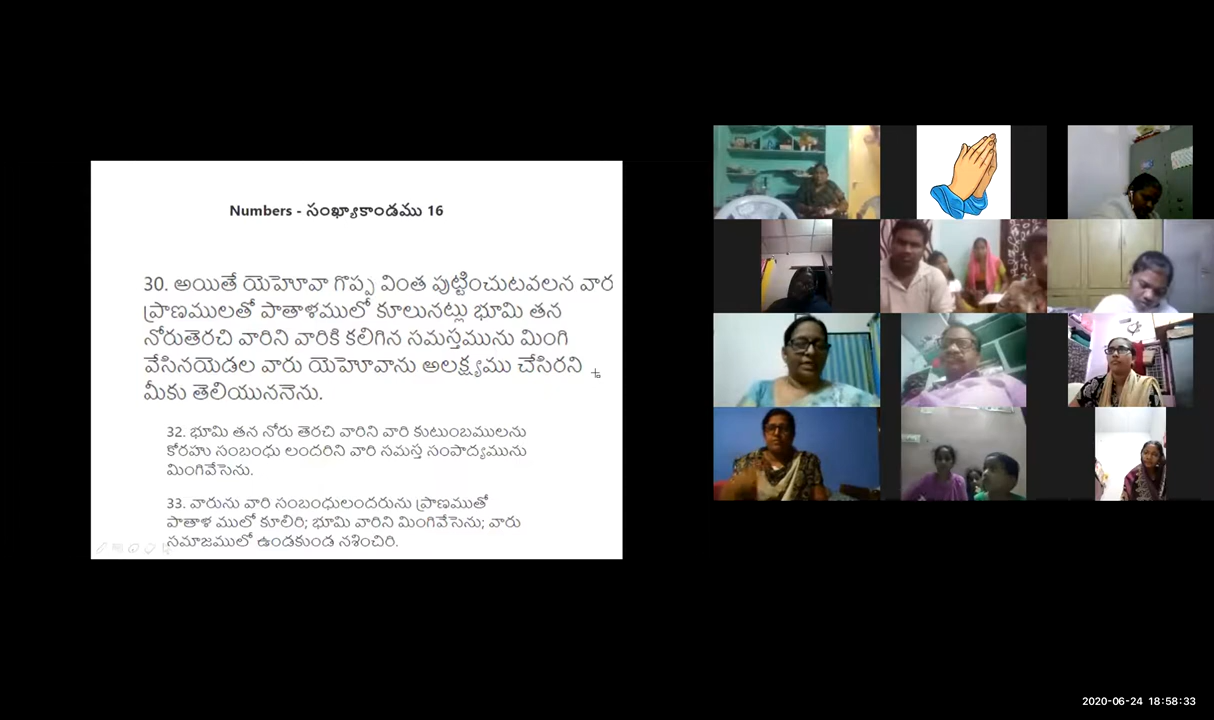 Numbers - సంఖ్యాకాండము 16
30. అయితే యెహోవా గొప్ప వింత పుట్టించుటవలన వార
ప్రాణములతో పాతాళములో కూలునట్లు భూమి తన
నోరుతెరచి వారిని వారికి కలిగిన సమస్తమును మింగి
వేసినయెడల వారు యెహోవాను అలక్ష్యము చేసిరని
మీకు తెలియుననెను.
32. భూమి తన నోరు తెరచి వారిని వారి కుటుంబములను
కోరహు సంబంధు లందరిని వారి సమస్త సంపాద్యమును
మింగివేసెను.
33. వారును వారి సంబంధులందరును ప్రాణముతో
పాతాళ ములో కూలిరి; భూమి వారిని మింగివేసెను; వారు
సమాజములో ఉండకుండ నశించిరి.
2020-06-24 18:58:33